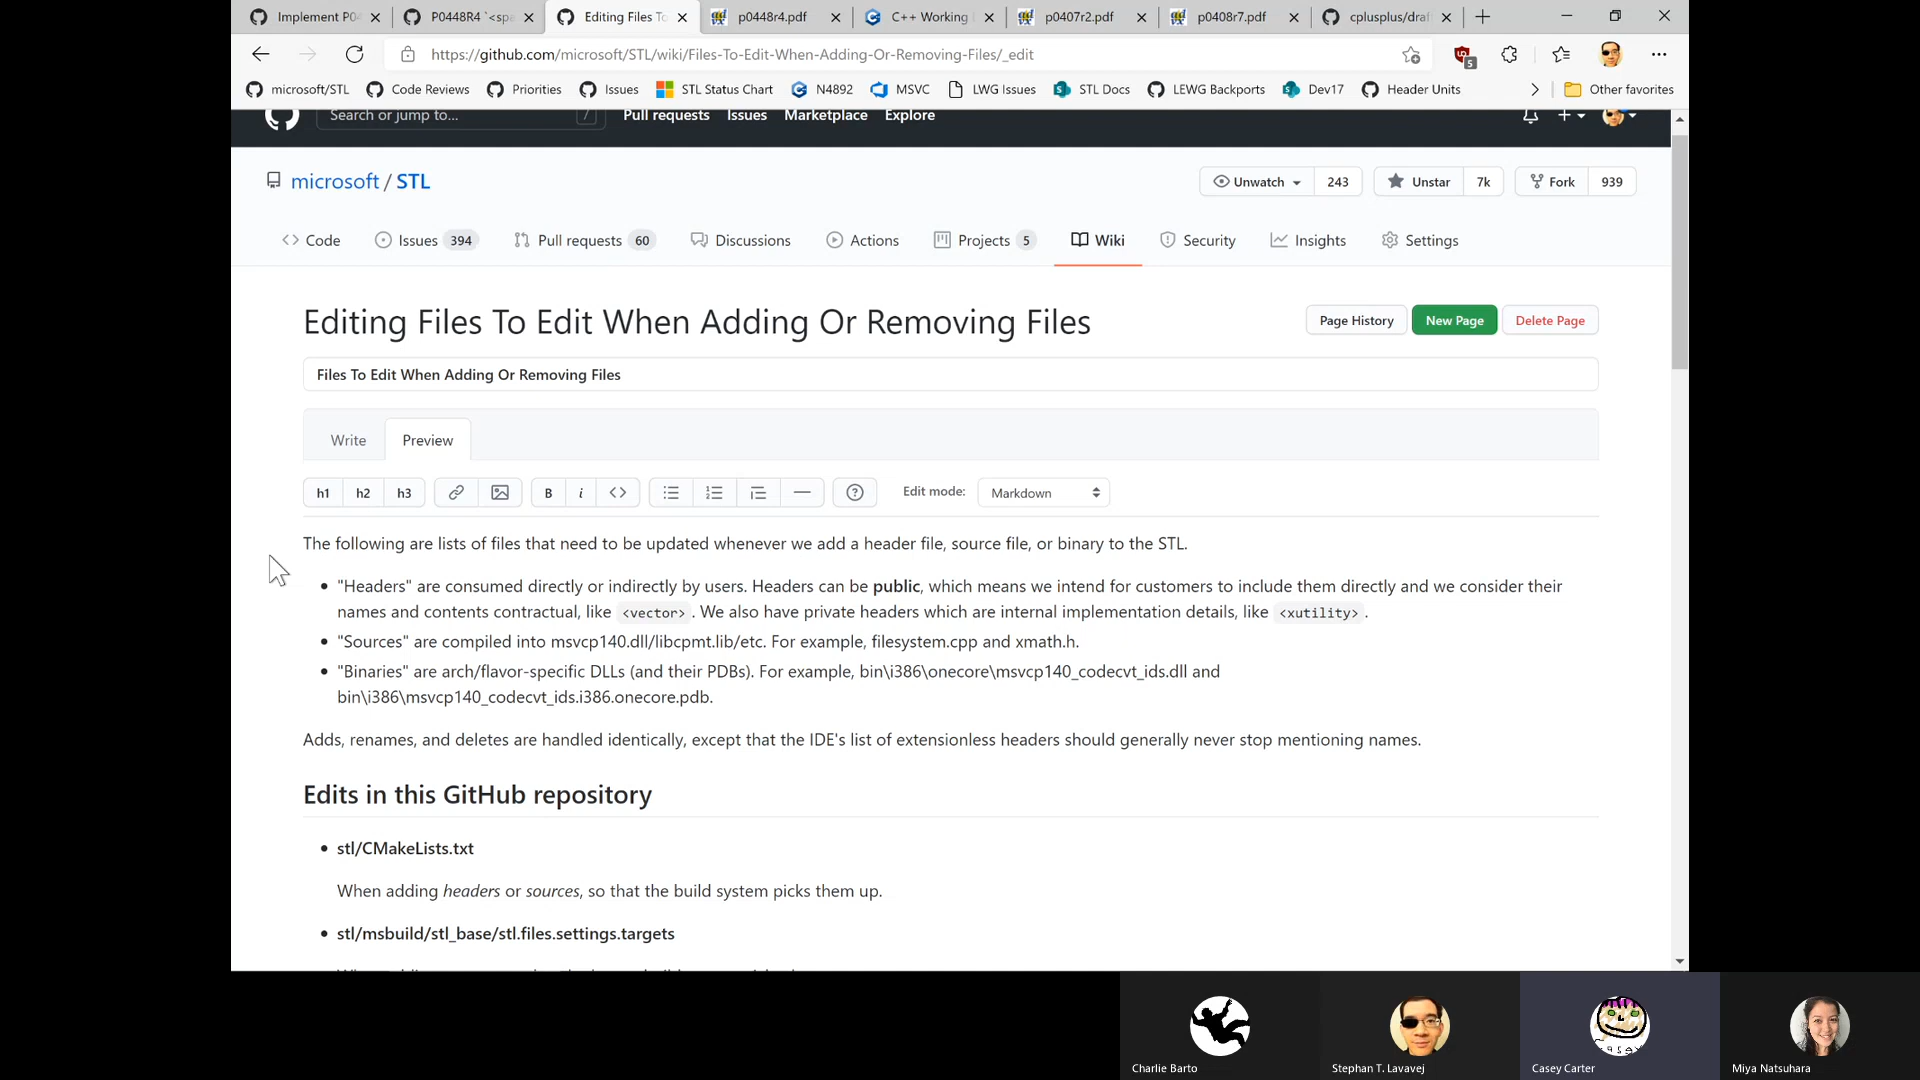 Implement P0
P0448R4 `<spa
Editing Files To
p0448r4.pdf
C++ Working
p0407r2.pdf
p0408r7.pdf
cplusplus/draf
https://github.com/microsoft/STL/wiki/Files-To-Edit-When-Adding-Or-Removing-Files/_edit
5
microsoft/STL
Code Reviews
Priorities
Issues
STL Status Chart
N4892
MSVC
LWG Issues
STL Docs
LEWG Backports
Dev17
Header Units
Other favorites
Search or jump to...
/
Pull requests
Issues
Marketplace
Explore
microsoft / STL
Unwatch 243
Unstar 7k
Fork 939
Code
Issues 394
Pull requests 60
Discussions
Actions
Projects 5
Wiki
Security
Insights
Settings
Editing Files To Edit When Adding Or Removing Files
Page History
New Page
Delete Page
Files To Edit When Adding Or Removing Files
Write
Preview
h1 h2 h3
B i <>
Edit mode: Markdown
The following are lists of files that need to be updated whenever we add a header file, source file, or binary to the STL.
• "Headers" are consumed directly or indirectly by users. Headers can be public, which means we intend for customers to include them directly and we consider their
names and contents contractual, like <vector>. We also have private headers which are internal implementation details, like <xutility>.
• "Sources" are compiled into msvcp140.dll/libcpmt.lib/etc. For example, filesystem.cpp and xmath.h.
• "Binaries" are arch/flavor-specific DLLs (and their PDBs). For example, bin\i386\onecore\msvcp140_codecvt_ids.dll and
bin\i386\msvcp140_codecvt_ids.i386.onecore.pdb.
Adds, renames, and deletes are handled identically, except that the IDE's list of extensionless headers should generally never stop mentioning names.
Edits in this GitHub repository
• stl/CMakeLists.txt
When adding headers or sources, so that the build system picks them up.
• stl/msbuild/stl_base/stl.files.settings.targets
Charlie Barto
Stephan T. Lavavej
Casey Carter
Miya Natsuhara